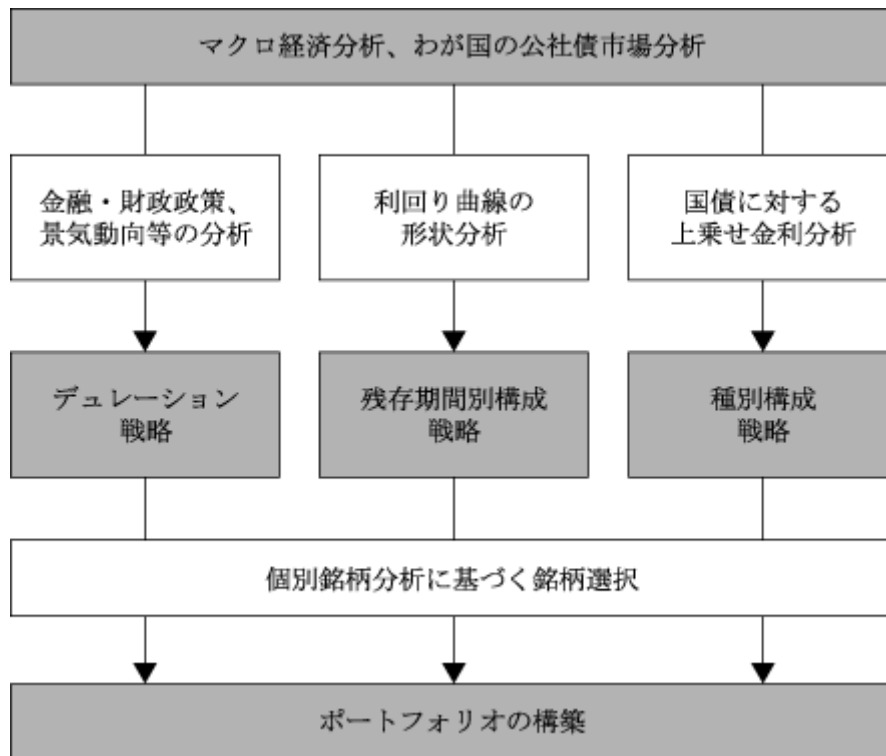 マクロ経済分析、わが国の公社債市場分析
金融・財政政策、
景気動向等の分析
利回り曲線の
形状分析
国債に対する
上乗せ金利分析
デュレーション
戦略
残存期間別構成
戦略
種別構成
戦略
個別銘柄分析に基づく銘柄選択
ポートフォリオの構築